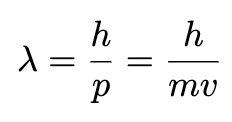 λ = h/p = h/mv